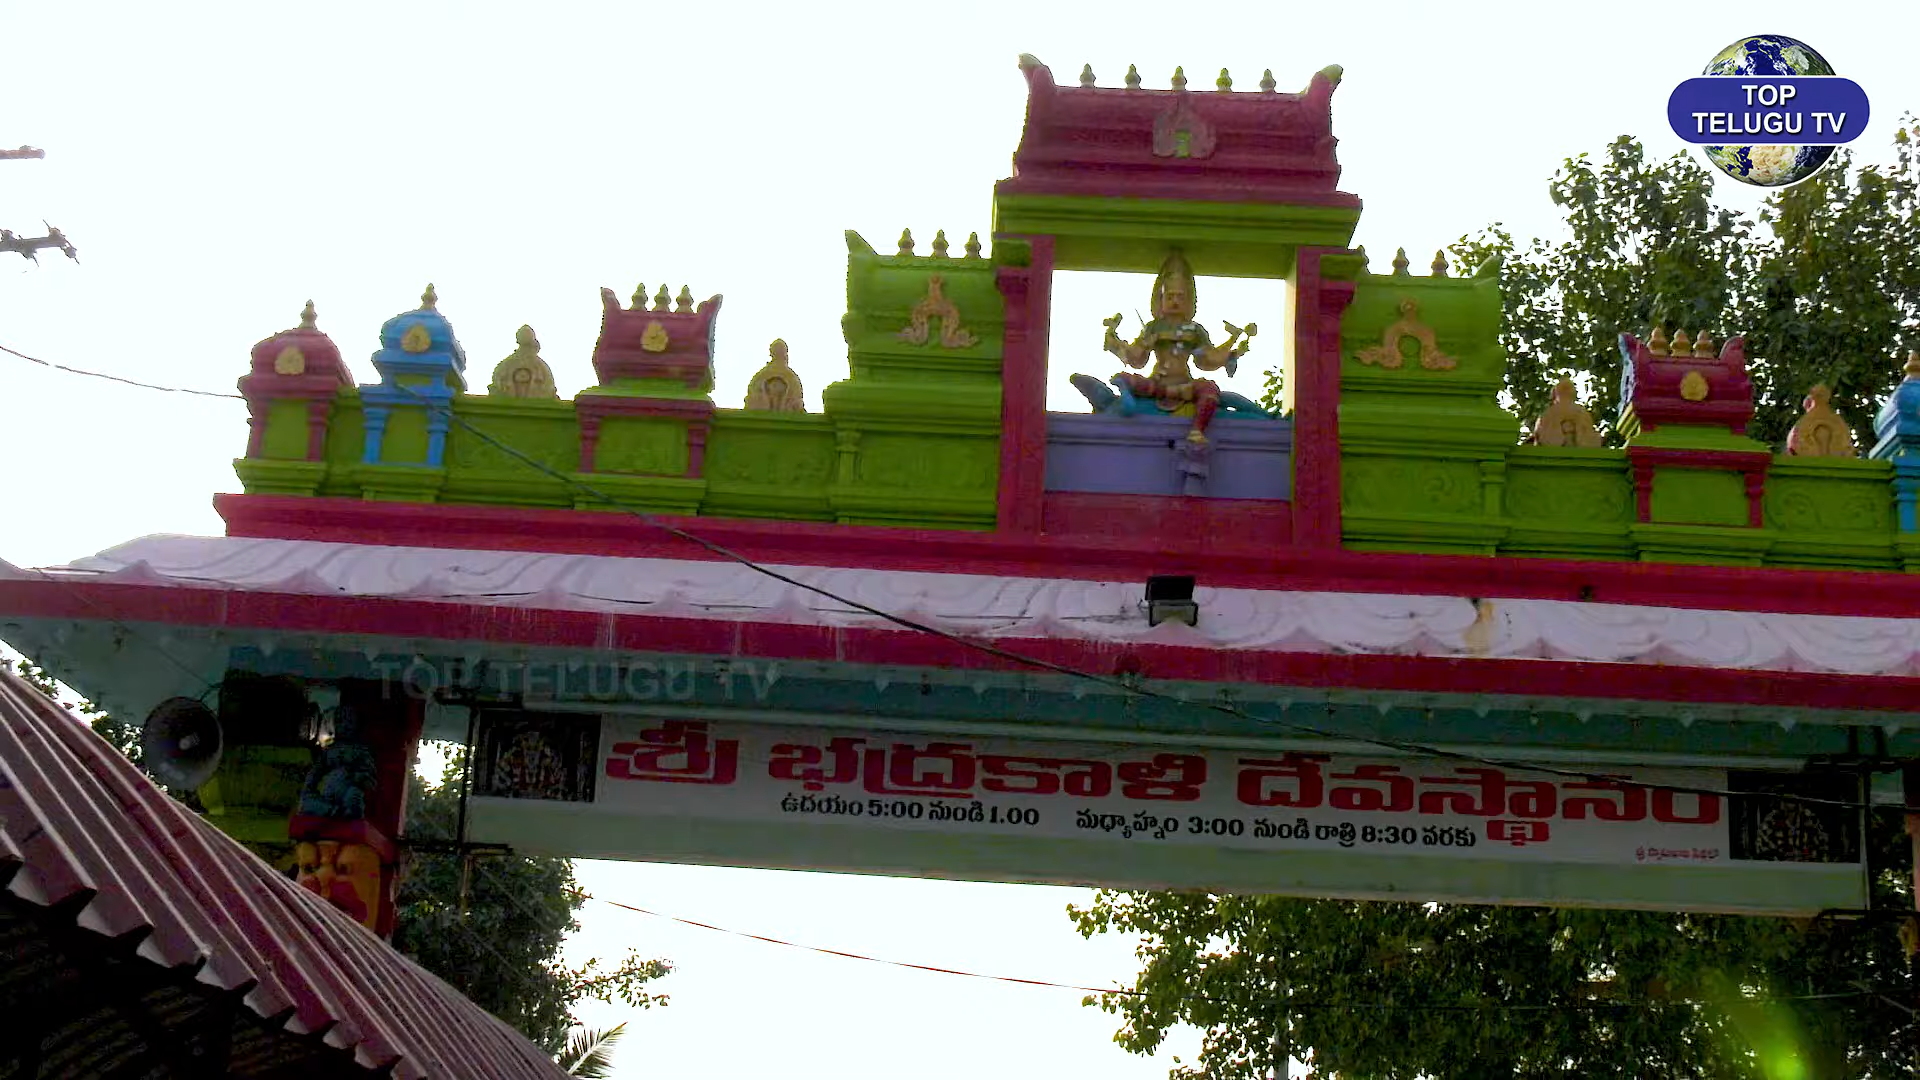 TOP
TELUGU TV
TOP TELUGU TV
శ్రీ భద్రకాళి దేవస్థానం
ఉదయం 5:00 నుండి 1.00 మధ్యాహ్నం 3:00 నుండి రాత్రి 8:30 వరకు